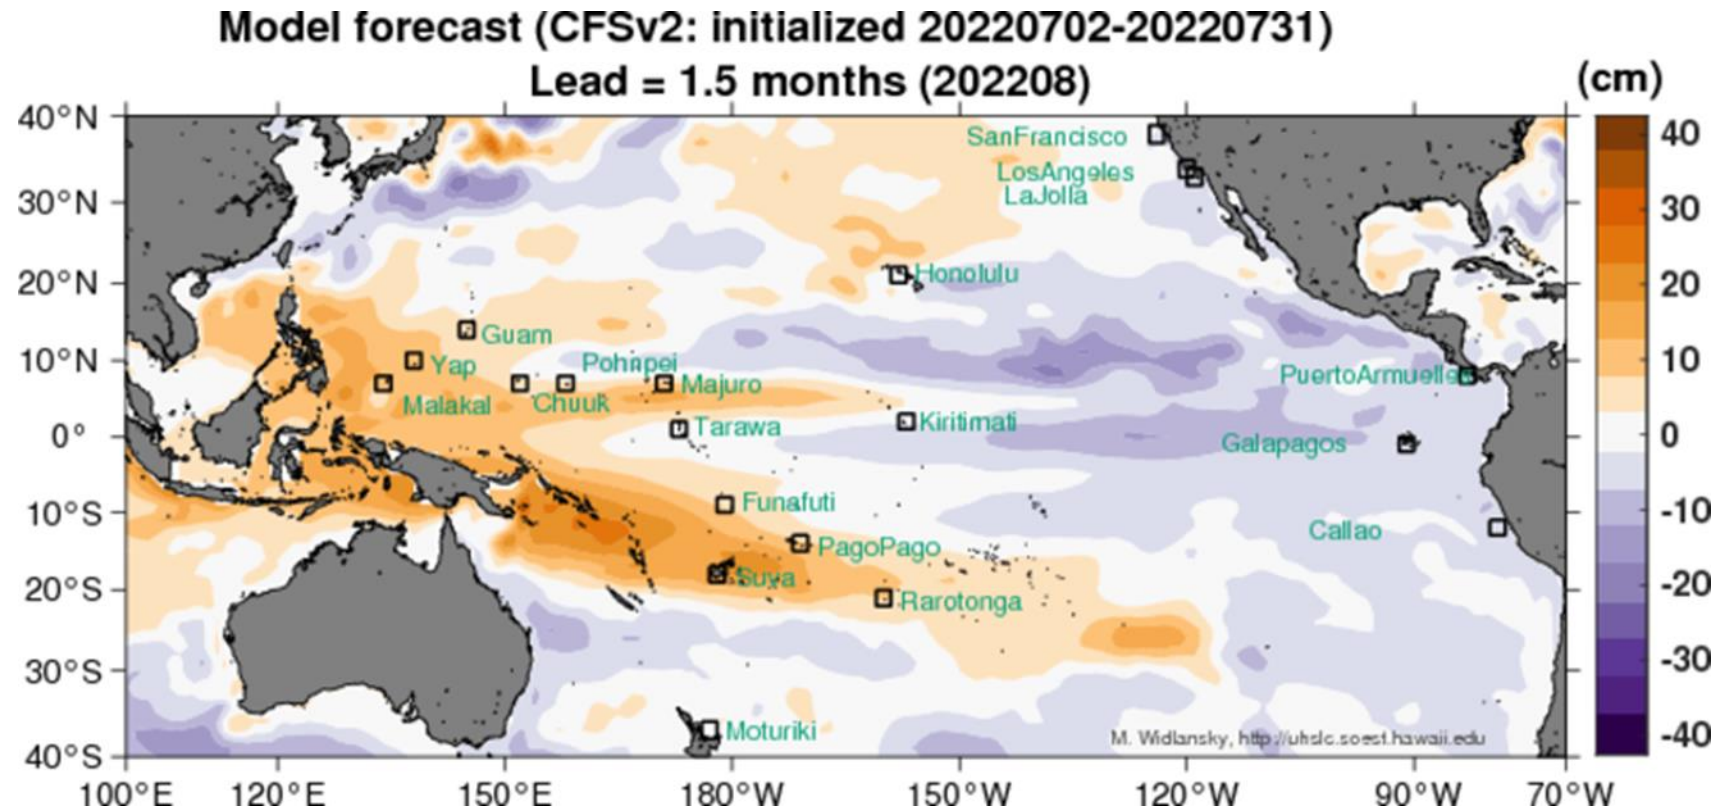 Model forecast (CFSv2: initialized 20220702-20220731)
Lead = 1.5 months (202208)
(cm)
40°N
30°N
20°N
10°N
0°
10°S
20°S
30°S
40°S
SanFrancisco
LosAngeles
LaJolla
Honolulu
Guam
Yap
Pohnpei
Malakal
Chuuk
Majuro
PuertoArmuelles
Tarawa
Kiritimati
Galapagos
Funafuti
Callao
PagoPago
Suva
Rarotonga
Moturiki
M. Widlansky, http://uhslc.soest.hawaii.edu
100°E 120°E 150°E 180°W 150°W 120°W 90°W 70°W
40
30
20
10
0
-10
-20
-30
-40